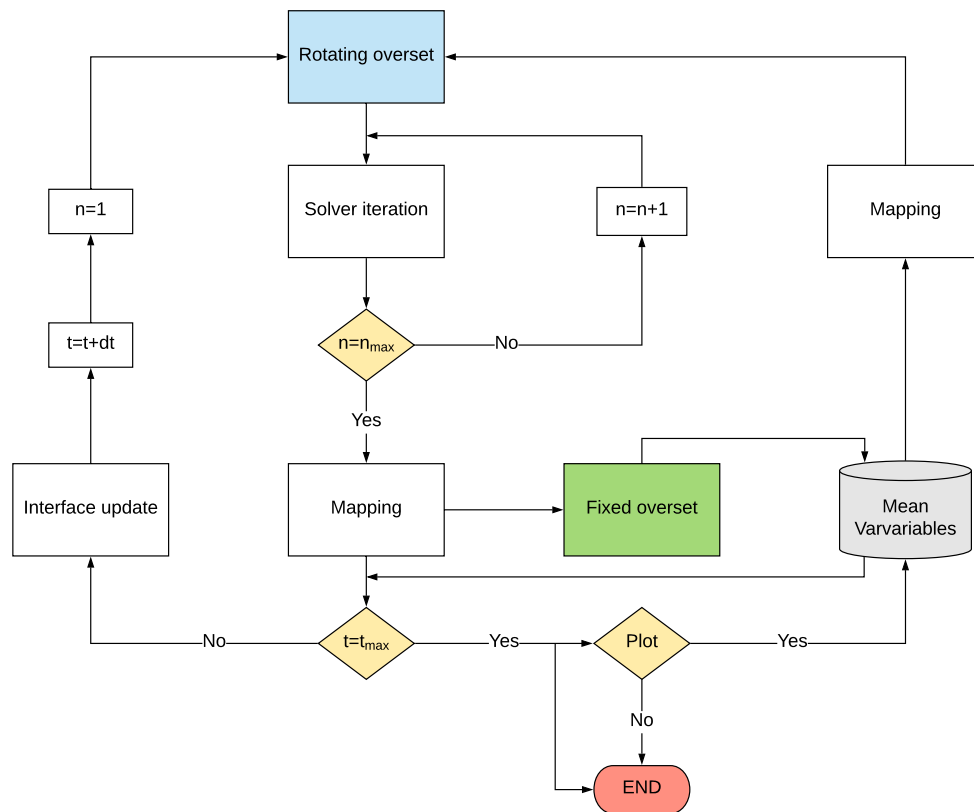 Rotating overset
n=1
Solver iteration
n=n+1
Mapping
t=t+dt
n=nmax
No
Yes
Interface update
Mapping
Fixed overset
Mean
Varvariables
No
t=tmax
Yes
Plot
Yes
No
END